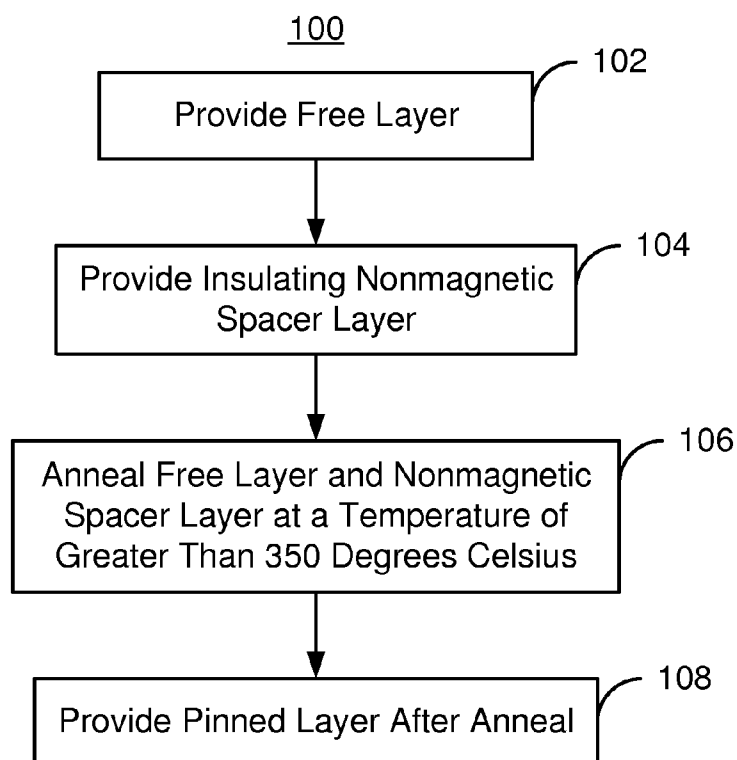 100
102
Provide Free Layer
104
Provide Insulating Nonmagnetic
Spacer Layer
106
Anneal Free Layer and Nonmagnetic
Spacer Layer at a Temperature of
Greater Than 350 Degrees Celsius
108
Provide Pinned Layer After Anneal